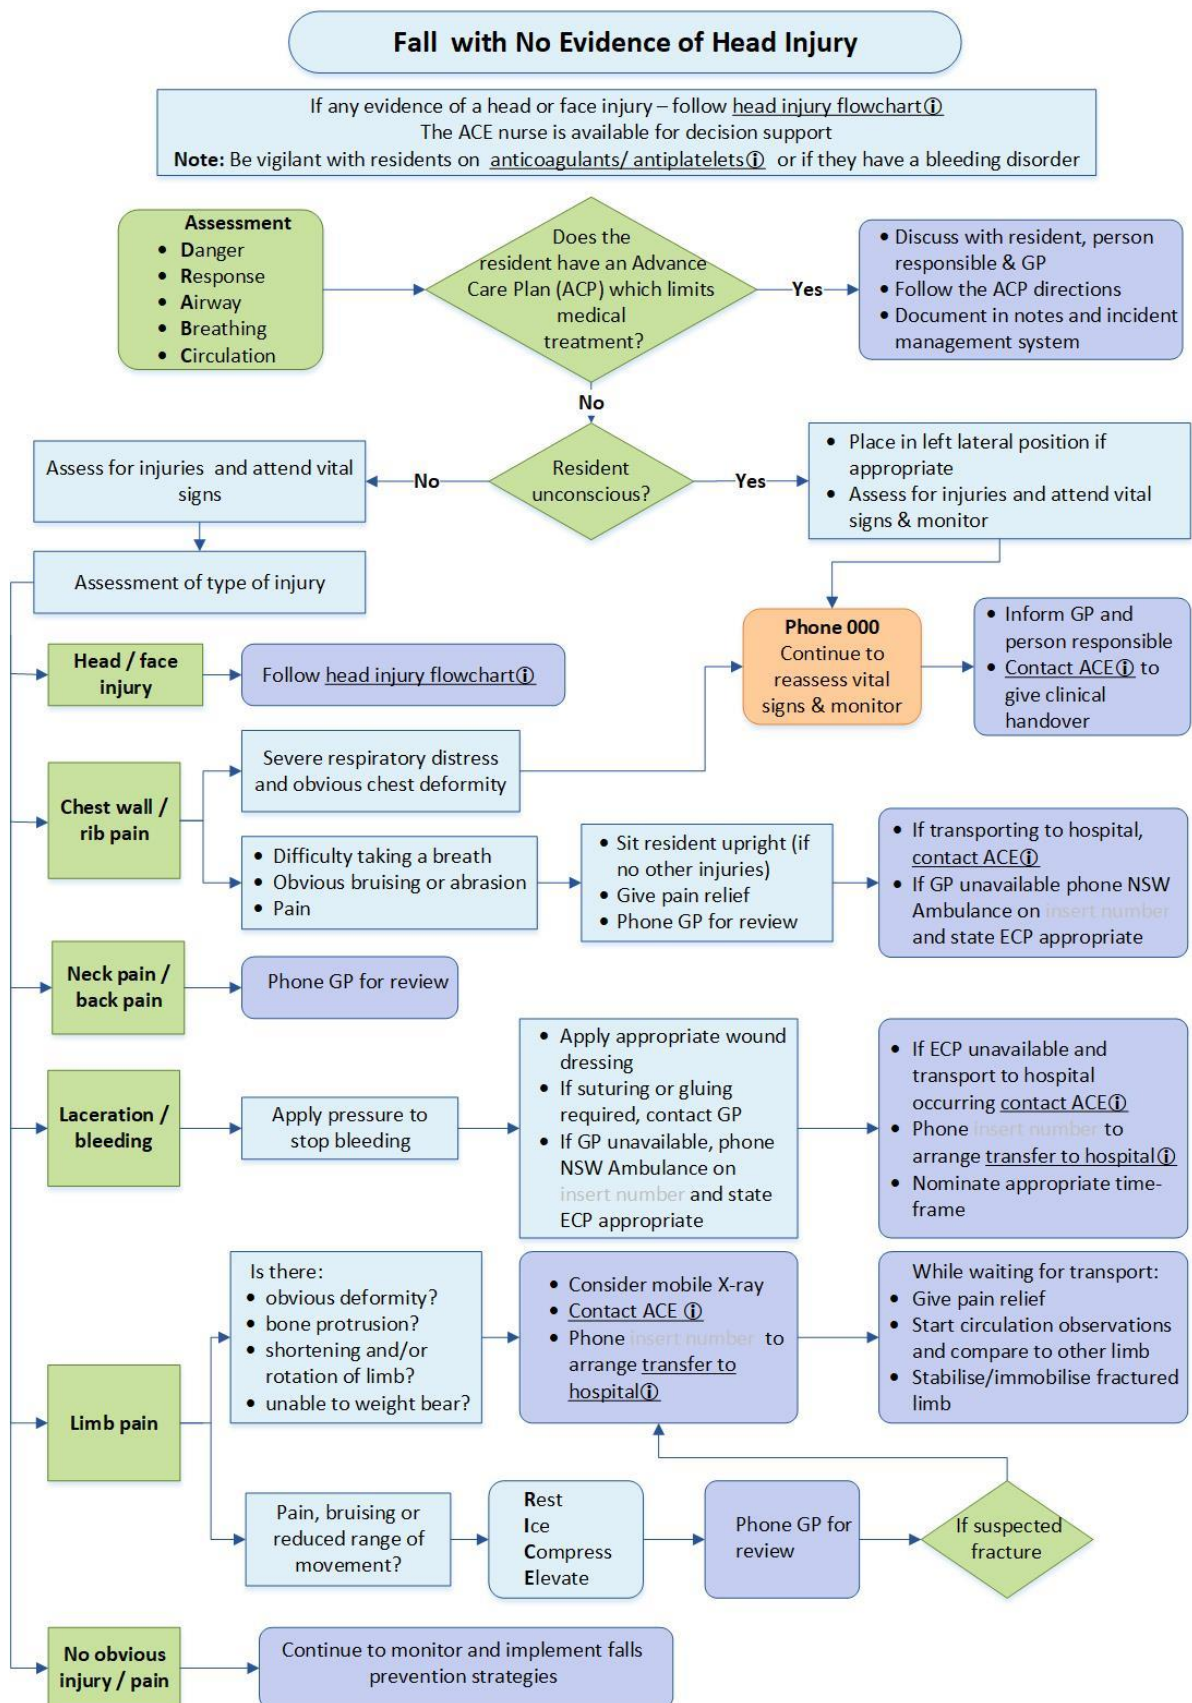 Fall  with No Evidence of Head Injury
If any evidence of a head or face injury – follow head injury flowchartⓘ
The ACE nurse is available for decision support
Note: Be vigilant with residents on  anticoagulants/ antiplateletsⓘ  or if they have a bleeding disorder
Assessment
• Danger
• Response
• Airway
• Breathing
• Circulation
Does the
resident have an Advance
Care Plan (ACP) which limits
medical
treatment?
Yes
• Discuss with resident, person
responsible & GP
• Follow the ACP directions
• Document in notes and incident
management system
No
Resident
unconscious?
No
Assess for injuries  and attend vital
signs
Yes
• Place in left lateral position if
appropriate
• Assess for injuries and attend vital
signs & monitor
Assessment of type of injury
Phone 000
Continue to
reassess vital
signs & monitor
• Inform GP and
person responsible
• Contact ACEⓘ to
give clinical
handover
Head / face
injury
Follow head injury flowchartⓘ
Chest wall /
rib pain
Severe respiratory distress
and obvious chest deformity
• Difficulty taking a breath
• Obvious bruising or abrasion
• Pain
• Sit resident upright (if
no other injuries)
• Give pain relief
• Phone GP for review
• If transporting to hospital,
contact ACEⓘ
• If GP unavailable phone NSW
Ambulance on insert number
and state ECP appropriate
Neck pain /
back pain
Phone GP for review
Laceration /
bleeding
Apply pressure to
stop bleeding
• Apply appropriate wound
dressing
• If suturing or gluing
required, contact GP
• If GP unavailable, phone
NSW Ambulance on
insert number and state
ECP appropriate
• If ECP unavailable and
transport to hospital
occurring contact ACEⓘ
• Phone insert number to
arrange transfer to hospitalⓘ
• Nominate appropriate time-
frame
Limb pain
Is there:
• obvious deformity?
• bone protrusion?
• shortening and/or
rotation of limb?
• unable to weight bear?
• Consider mobile X-ray
• Contact ACE ⓘ
• Phone insert number  to
arrange transfer to
hospitalⓘ
While waiting for transport:
• Give pain relief
• Start circulation observations
and compare to other limb
• Stabilise/immobilise fractured
limb
Pain, bruising or
reduced range of
movement?
Rest
Ice
Compress
Elevate
Phone GP for
review
If suspected
fracture
No obvious
injury / pain
Continue to monitor and implement falls
prevention strategies